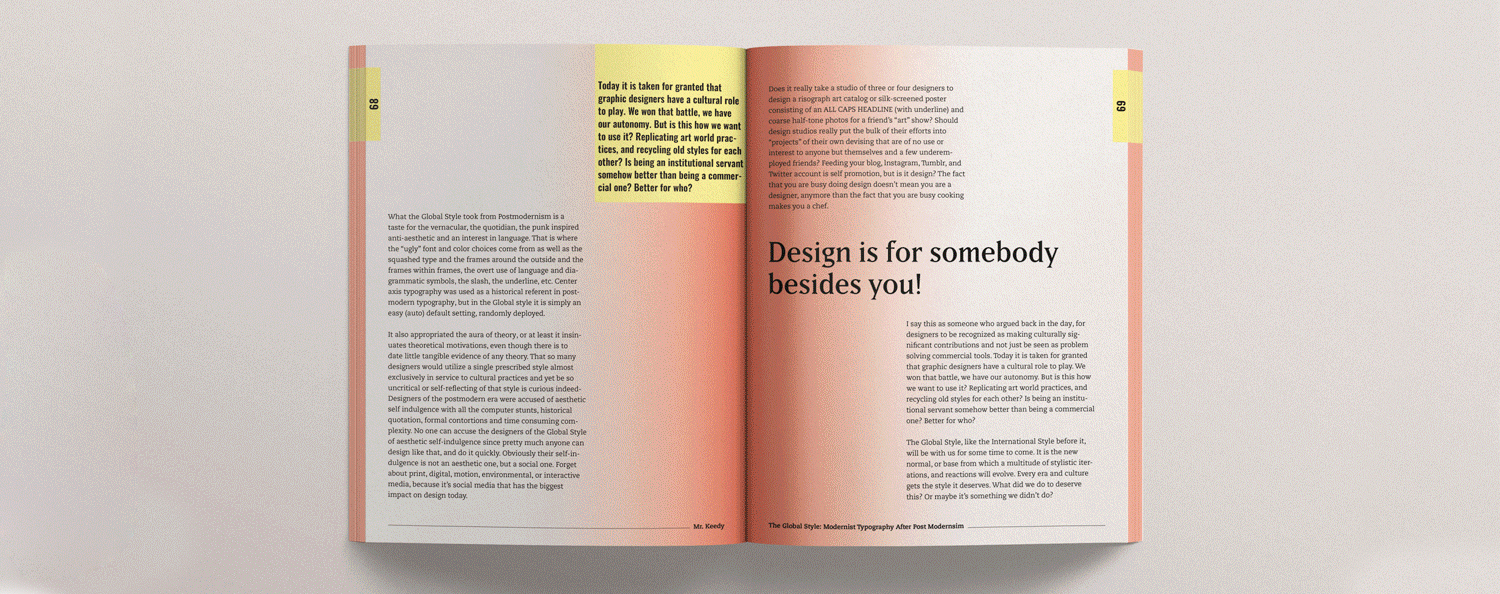 68
Today it is taken for granted that
graphic designers have a cultural role
to play. We won that battle, we have
our autonomy. But is this how we want
to use it? Replicating art world prac-
tices, and recycling old styles for each
other? Is being an institutional servant
somehow better than being a commer-
cial one? Better for who?
What the Global Style took from Postmodernism is a
taste for the vernacular, the quotidian, the punk inspired
anti-aesthetic and an interest in language. That is where
the "ugly" font and color choices come from as well as the
squashed type and the frames around the outside and the
frames within frames, the overt use of language and dia-
grammatic symbols, the slash, the underline, etc. Center
axis typography was used as a historical referent in post-
modern typography, but in the Global style it is simply an
easy (auto) default setting, randomly deployed.
It also appropriated the aura of theory, or at least it insin-
uates theoretical motivations, even though there is to
date little tangible evidence of any theory. That so many
designers would utilize a single prescribed style almost
exclusively in service to cultural practices and yet be so
uncritical or self-reflecting of that style is curious indeed-
Designers of the postmodern era were accused of aesthetic
self indulgence with all the computer stunts, historical
quotation, formal contortions and time consuming com-
plexity. No one can accuse the designers of the Global Style
of aesthetic self-indulgence since pretty much anyone can
design like that, and do it quickly. Obviously their self-in-
dulgence is not an aesthetic one, but a social one. Forget
about print, digital, motion, environmental, or interactive
media, because it's social media that has the biggest
impact on design today.
Mr. Keedy
69
Does it really take a studio of three or four designers to
design a risograph art catalog or silk-screened poster
consisting of an ALL CAPS HEADLINE (with underline) and
coarse half-tone photos for a friend's "art" show? Should
design studios really put the bulk of their efforts into
"projects" of their own devising that are of no use or
interest to anyone but themselves and a few underem-
ployed friends? Feeding your blog, Instagram, Tumblr, and
Twitter account is self promotion, but is it design? The fact
that you are busy doing design doesn't mean you are a
designer, anymore than the fact that you are busy cooking
makes you a chef.
Design is for somebody
besides you!
I say this as someone who argued back in the day, for
designers to be recognized as making culturally sig-
nificant contributions and not just be seen as problem
solving commercial tools. Today it is taken for granted
that graphic designers have a cultural role to play. We
won that battle, we have our autonomy. But is this how
we want to use it? Replicating art world practices, and
recycling old styles for each other? Is being an institu-
tional servant somehow better than being a commercial
one? Better for who?
The Global Style, like the International Style before it,
will be with us for some time to come. It is the new
normal, or base from which a multitude of stylistic iter-
ations, and reactions will evolve. Every era and culture
gets the style it deserves. What did we do to deserve
this? Or maybe it's something we didn't do?
The Global Style: Modernist Typography After Post Modernsim